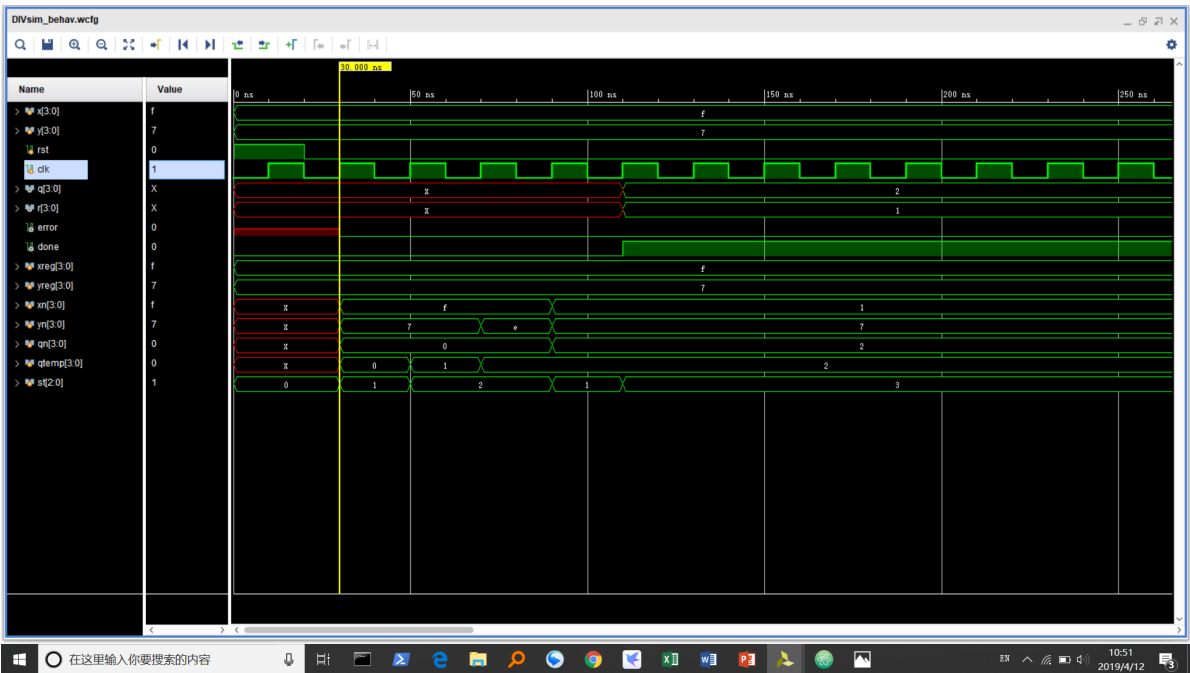 DIVsim_behav.wcfg
30.000 ns
Name Value
0 ns 50 ns 100 ns 150 ns 200 ns 250 ns
x[3:0] f f
y[3:0] 7 7
rst 0
clk 1
q[3:0] X X 2
r[3:0] X X 1
error 0
done 0
xreg[3:0] f f
yreg[3:0] 7 7
xn[3:0] f X f 1
yn[3:0] 7 X 7 e 7
qn[3:0] 0 X 0 2
qtemp[3:0] 0 X 0 1 2
st[2:0] 1 0 1 2 1 3
在这里输入你要搜索的内容
EN
10:51
2019/4/12
3